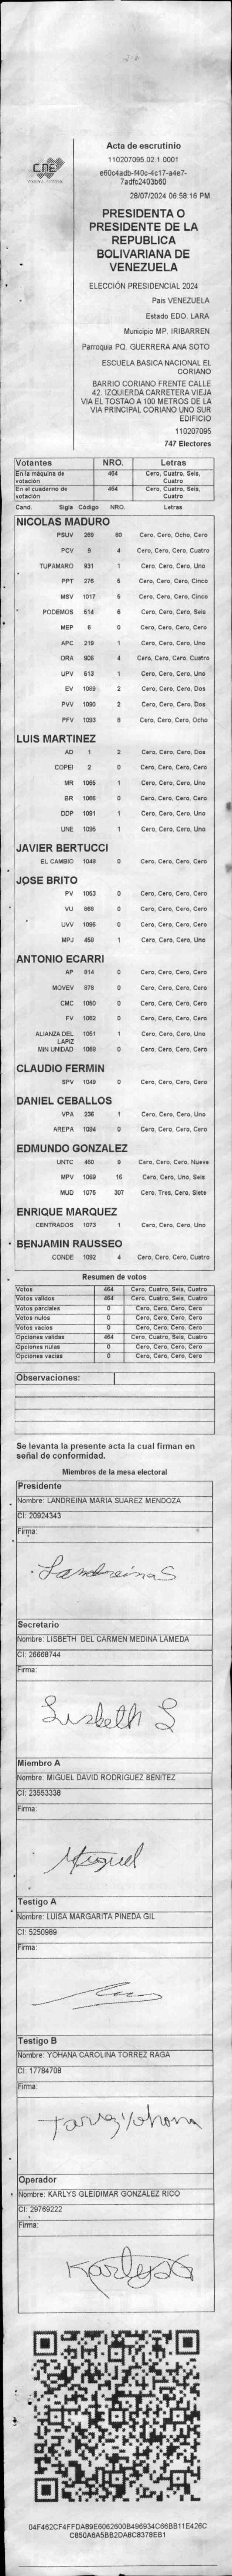 CNE
Acta de escrutinio
110207095.02.1.0001
e60c4adb-f40c-4c17-a4e7-
7adfc2403b60
28/07/2024 06:58:16 PM
PRESIDENTA O
PRESIDENTE DE LA
REPUBLICA
BOLIVARIANA DE
VENEZUELA
ELECCIÓN PRESIDENCIAL 2024
Pais VENEZUELA
Estado EDO. LARA
Municipio MP. IRIBARREN
Parroquia PQ. GUERRERA ANA SOTO
ESCUELA BASICA NACIONAL EL
CORIANO
BARRIO CORIANO FRENTE CALLE
42. IZQUIERDA CARRETERA VIEJA
VIA EL TOSTAO A 100 METROS DE LA
VIA PRINCIPAL CORIANO UNO SUR
EDIFICIO
110207095
747 Electores
Votantes NRO. Letras
En la máquina de votación 464 Cero, Cuatro, Seis, Cuatro
En el cuaderno de votación 464 Cero, Cuatro, Seis, Cuatro
Cand. Sigla Código NRO. Letras
NICOLAS MADURO
PSUV 269 80 Cero, Cero, Ocho, Cero
PCV 9 4 Cero, Cero, Cero, Cuatro
TUPAMARO 931 1 Cero, Cero, Cero, Uno
PPT 276 5 Cero, Cero, Cero, Cinco
MSV 1017 5 Cero, Cero, Cero, Cinco
PODEMOS 514 6 Cero, Cero, Cero, Seis
MEP 6 0 Cero, Cero, Cero, Cero
APC 219 1 Cero, Cero, Cero, Uno
ORA 906 4 Cero, Cero, Cero, Cuatro
UPV 513 1 Cero, Cero, Cero, Uno
EV 1089 2 Cero, Cero, Cero, Dos
PVV 1090 2 Cero, Cero, Cero, Dos
PFV 1093 8 Cero, Cero, Cero, Ocho
LUIS MARTINEZ
AD 1 2 Cero, Cero, Cero, Dos
COPEI 2 0 Cero, Cero, Cero, Cero
MR 1065 1 Cero, Cero, Cero, Uno
BR 1066 0 Cero, Cero, Cero, Cero
DDP 1091 1 Cero, Cero, Cero, Uno
UNE 1095 1 Cero, Cero, Cero, Uno
JAVIER BERTUCCI
EL CAMBIO 1048 0 Cero, Cero, Cero, Cero
JOSE BRITO
PV 1053 0 Cero, Cero, Cero, Cero
VU 868 0 Cero, Cero, Cero, Cero
UVV 1096 0 Cero, Cero, Cero, Cero
MPJ 459 1 Cero, Cero, Cero, Uno
ANTONIO ECARRI
AP 914 0 Cero, Cero, Cero, Cero
MOVEV 878 0 Cero, Cero, Cero, Cero
CMC 1050 0 Cero, Cero, Cero, Cero
FV 1062 0 Cero, Cero, Cero, Cero
ALIANZA DEL LAPIZ 1051 1 Cero, Cero, Cero, Uno
MIN UNIDAD 1069 0 Cero, Cero, Cero, Cero
CLAUDIO FERMIN
SPV 1049 0 Cero, Cero, Cero, Cero
DANIEL CEBALLOS
VPA 236 1 Cero, Cero, Cero, Uno
AREPA 1094 0 Cero, Cero, Cero, Cero
EDMUNDO GONZALEZ
UNTC 460 9 Cero, Cero, Cero, Nueve
MPV 1069 16 Cero, Cero, Uno, Seis
MUD 1075 307 Cero, Tres, Cero, Siete
ENRIQUE MARQUEZ
CENTRADOS 1073 1 Cero, Cero, Cero, Uno
BENJAMIN RAUSSEO
CONDE 1092 4 Cero, Cero, Cero, Cuatro
Resumen de votos
Votos 464 Cero, Cuatro, Seis, Cuatro
Votos validos 464 Cero, Cuatro, Seis, Cuatro
Votos parciales 0 Cero, Cero, Cero, Cero
Votos nulos 0 Cero, Cero, Cero, Cero
Votos vacios 0 Cero, Cero, Cero, Cero
Opciones validas 464 Cero, Cuatro, Seis, Cuatro
Opciones nulas 0 Cero, Cero, Cero, Cero
Opciones vacias 0 Cero, Cero, Cero, Cero
Observaciones:
Se levanta la presente acta la cual firman en
señal de conformidad.
Miembros de la mesa electoral
Presidente
Nombre: LANDREINA MARIA SUAREZ MENDOZA
CI: 20924343
Firma:
Landreina S
Secretario
Nombre: LISBETH DEL CARMEN MEDINA LAMEDA
CI: 26668744
Firma:
Lisbeth
Miembro A
Nombre: MIGUEL DAVID RODRIGUEZ BENITEZ
CI: 23553338
Firma:
Miguel
Testigo A
Nombre: LUISA MARGARITA PINEDA GIL
CI: 5250989
Firma:
Testigo B
Nombre: YOHANA CAROLINA TORREZ RAGA
CI: 17784708
Firma:
Torrez Yohana
Operador
Nombre: KARLYS GLEIDIMAR GONZALEZ RICO
CI: 29769222
Firma:
Karlys G
04F462CF4FFDA89E6062600B496934C66BB11E426C
C850A6A5BB2DA8C8378EB1